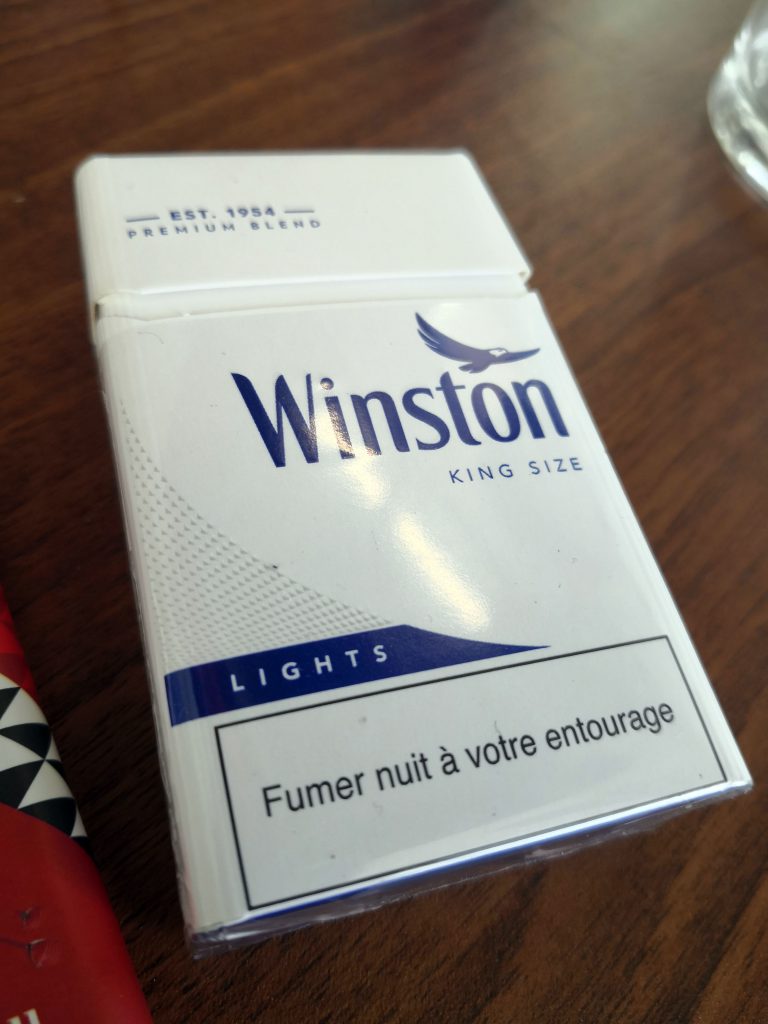 EST. 1954
PREMIUM BLEND
Winston
KING SIZE
LIGHTS
Fumer nuit à votre entourage